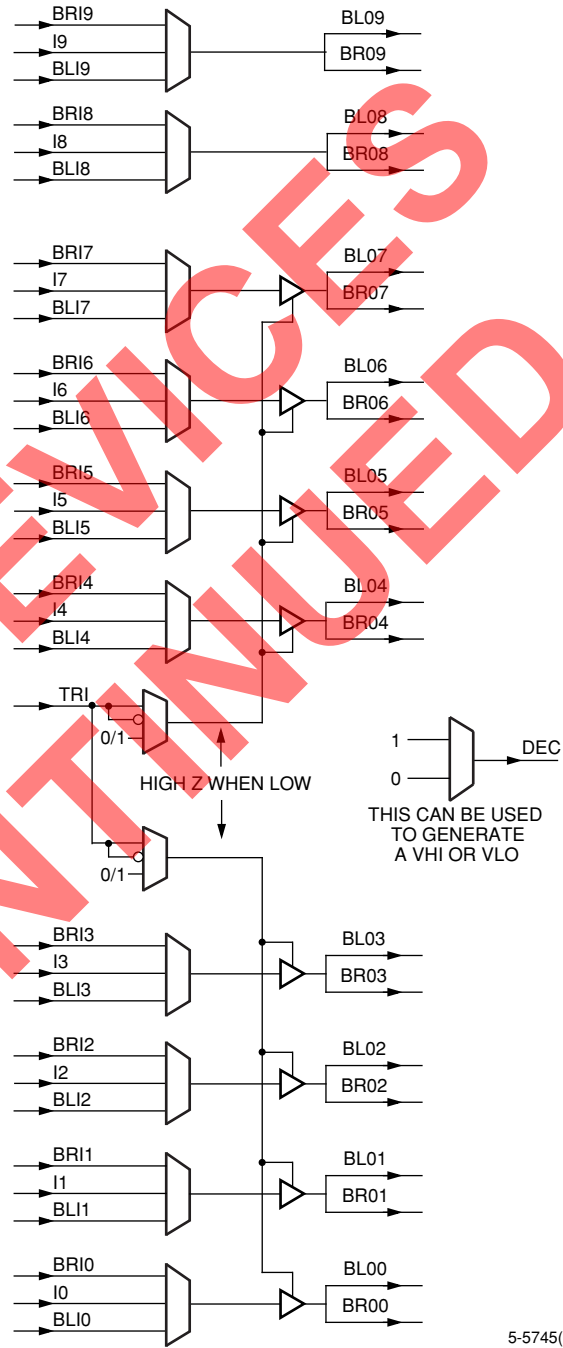 BRI9
I9
BLI9
BL09
BR09
BRI8
I8
BLI8
BL08
BR08
BRI7
I7
BLI7
BL07
BR07
BRI6
I6
BLI6
BL06
BR06
BRI5
I5
BLI5
BL05
BR05
BRI4
I4
BLI4
BL04
BR04
TRI
0/1
HIGH Z WHEN LOW
0/1
1
0
DEC
THIS CAN BE USED
TO GENERATE
A VHI OR VLO
BRI3
I3
BLI3
BL03
BR03
BRI2
I2
BLI2
BL02
BR02
BRI1
I1
BLI1
BL01
BR01
BRI0
I0
BLI0
BL00
BR00
5-5745(
EVICES
NTINUED